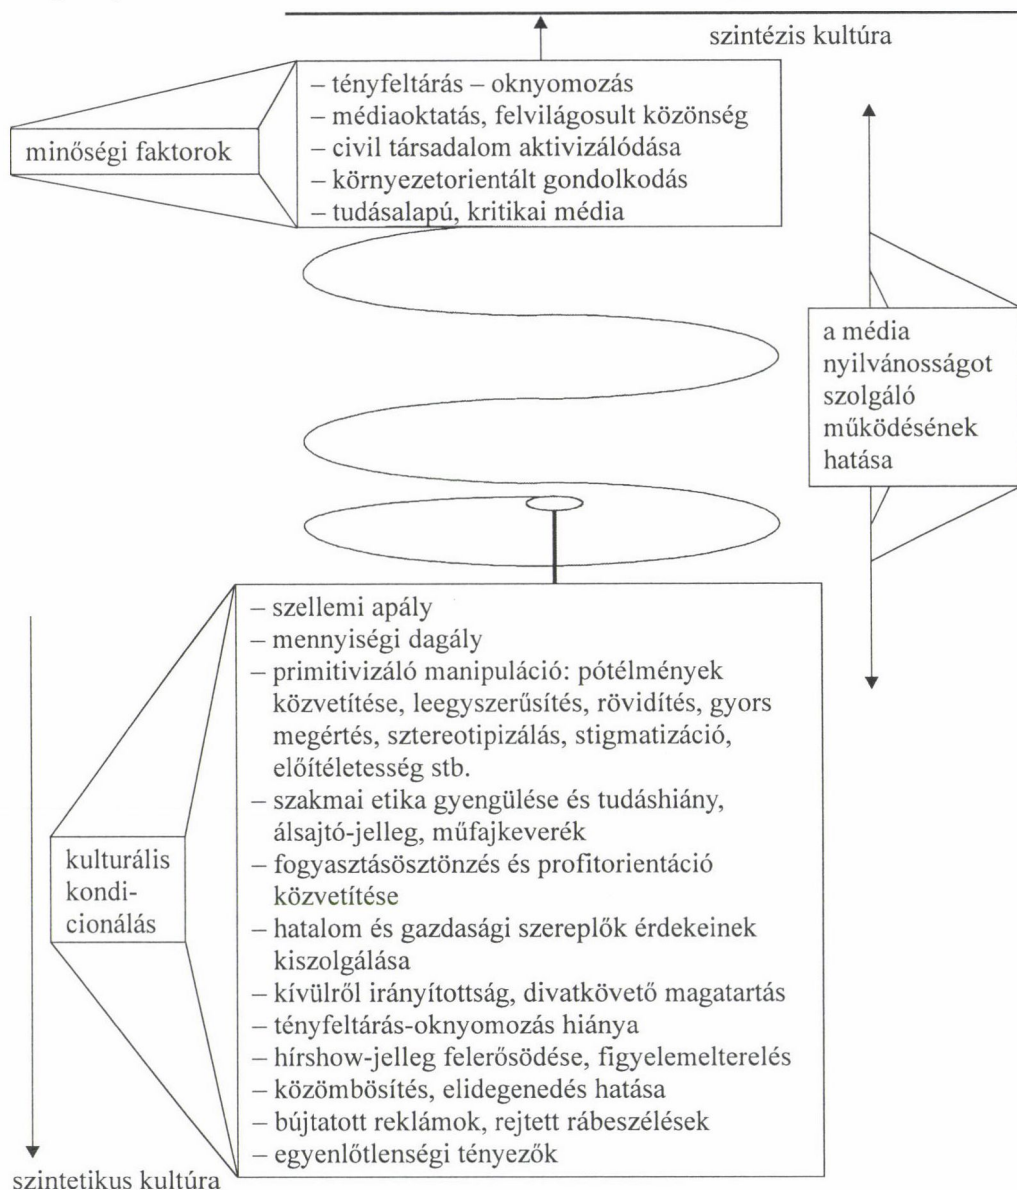 szintézis kultúra
– tényfeltárás – oknyomozás
– médiaoktatás, felvilágosult közönség
– civil társadalom aktivizálódása
– környezetorientált gondolkodás
– tudásalapú, kritikai média
minőségi faktorok
a média
nyilvánosságot
szolgáló
működésének
hatása
– szellemi apály
– mennyiségi dagály
– primitivizáló manipuláció: pótélmények
közvetítése, leegyszerűsítés, rövidítés, gyors
megértés, sztereotipizálás, stigmatizáció,
előítéletesség stb.
– szakmai etika gyengülése és tudáshiány,
álsajtó-jelleg, műfajkeverék
– fogyasztásösztönzés és profitorientáció
közvetítése
– hatalom és gazdasági szereplők érdekeinek
kiszolgálása
– kívülről irányítottság, divatkövető magatartás
– tényfeltárás-oknyomozás hiánya
– hírshow-jelleg felerősödése, figyelemelterelés
– közömbösítés, elidegenedés hatása
– bújtatott reklámok, rejtett rábeszélések
– egyenlőtlenségi tényezők
kulturális
kondi-
cionálás
szintetikus kultúra